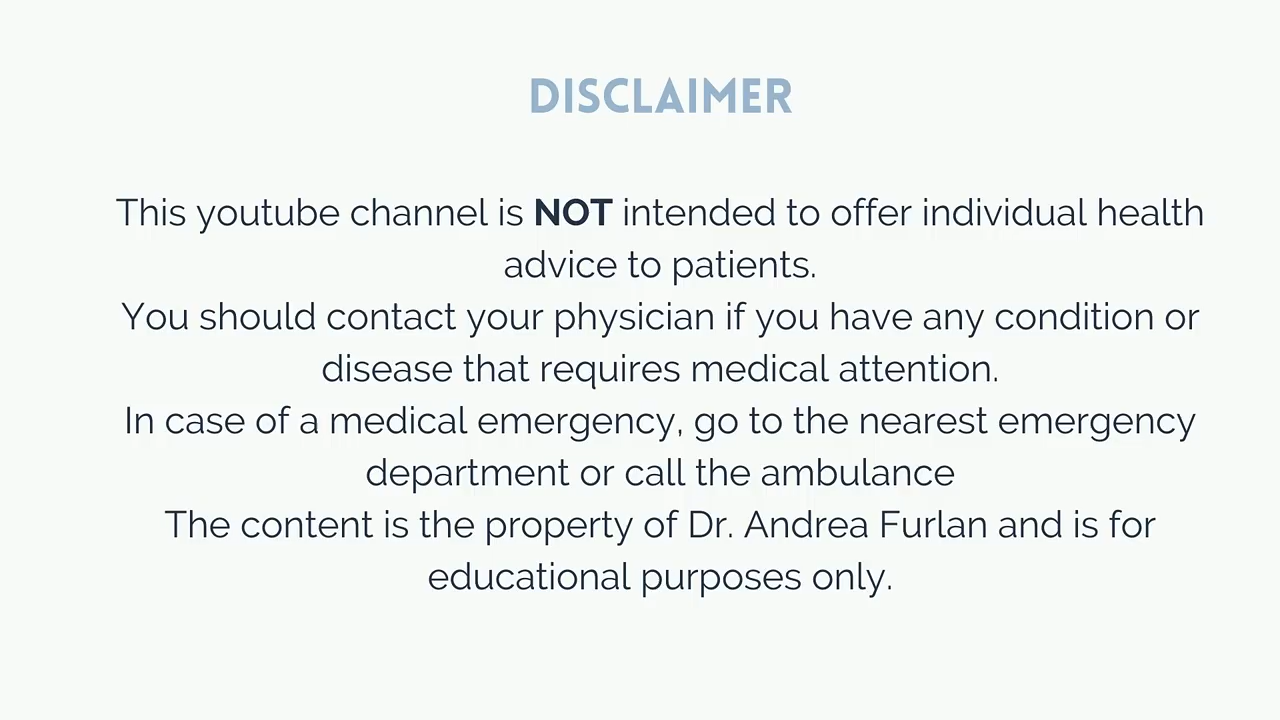 DISCLAIMER
This youtube channel is NOT intended to offer individual health
advice to patients.
You should contact your physician if you have any condition or
disease that requires medical attention.
In case of a medical emergency, go to the nearest emergency
department or call the ambulance
The content is the property of Dr. Andrea Furlan and is for
educational purposes only.